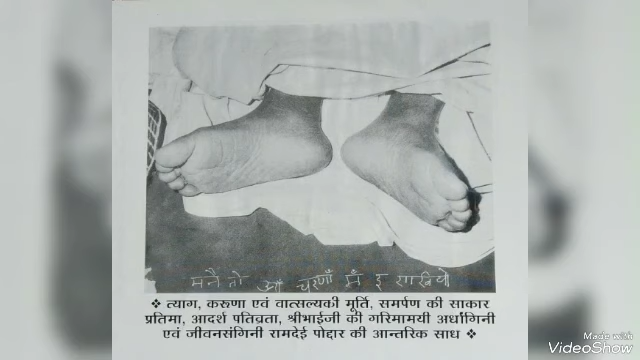 मनै तो आँ चरणाँ मैं इ राखियो
❖ त्याग, करूणा एवं वात्सल्यकी मूर्ति, समर्पण की साकार
प्रतिमा, आदर्श पतिव्रता, श्रीभाईजी की गरिमामयी अर्धांगिनी
एवं जीवनसंगिनी रामदेई पोद्दार की आन्तरिक साध ❖
Made with
VideoShow